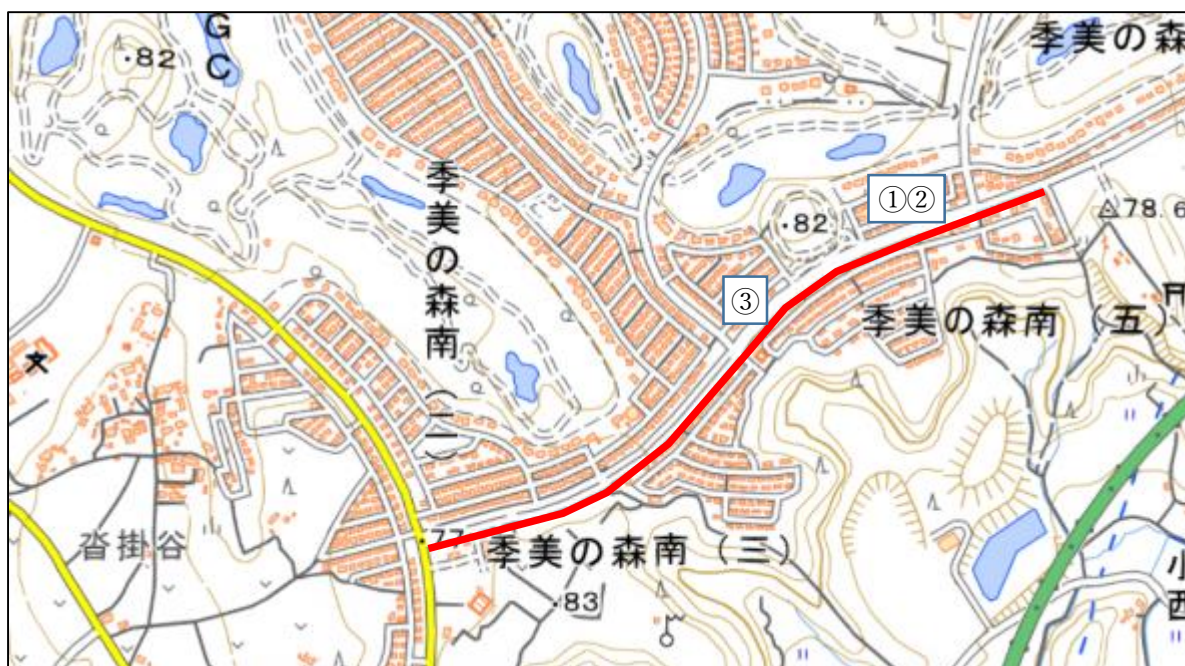 GC
・82
季美の森
季美の森南(二)
①②
・82
78.6
③
季美の森南(五)
文
77
沓掛谷
季美の森南(三)
・83
小西